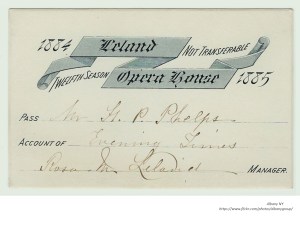 1884 Leland NOT TRANSFERABLE
TWELFTH SEASON Opera House 1885
PASS Mr H. P. Phelps
ACCOUNT OF Evening Times
Rosa M Leland MANAGER.
Albany NY